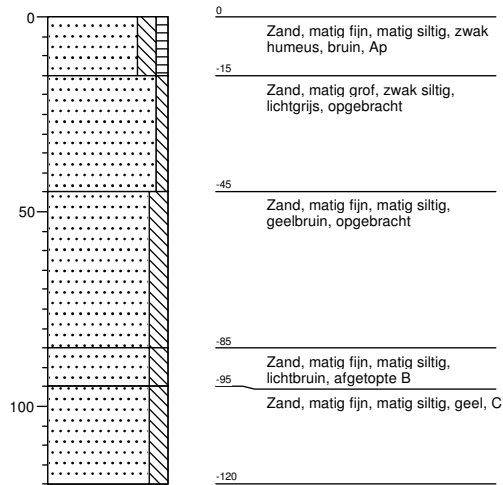 0
0
Zand, matig fijn, matig siltig, zwak
humeus, bruin, Ap
-15
Zand, matig grof, zwak siltig,
lichtgrijs, opgebracht
-45
Zand, matig fijn, matig siltig,
geelbruin, opgebracht
50
-85
Zand, matig fijn, matig siltig,
lichtbruin, afgetopte B
-95
Zand, matig fijn, matig siltig, geel, C
100
-120